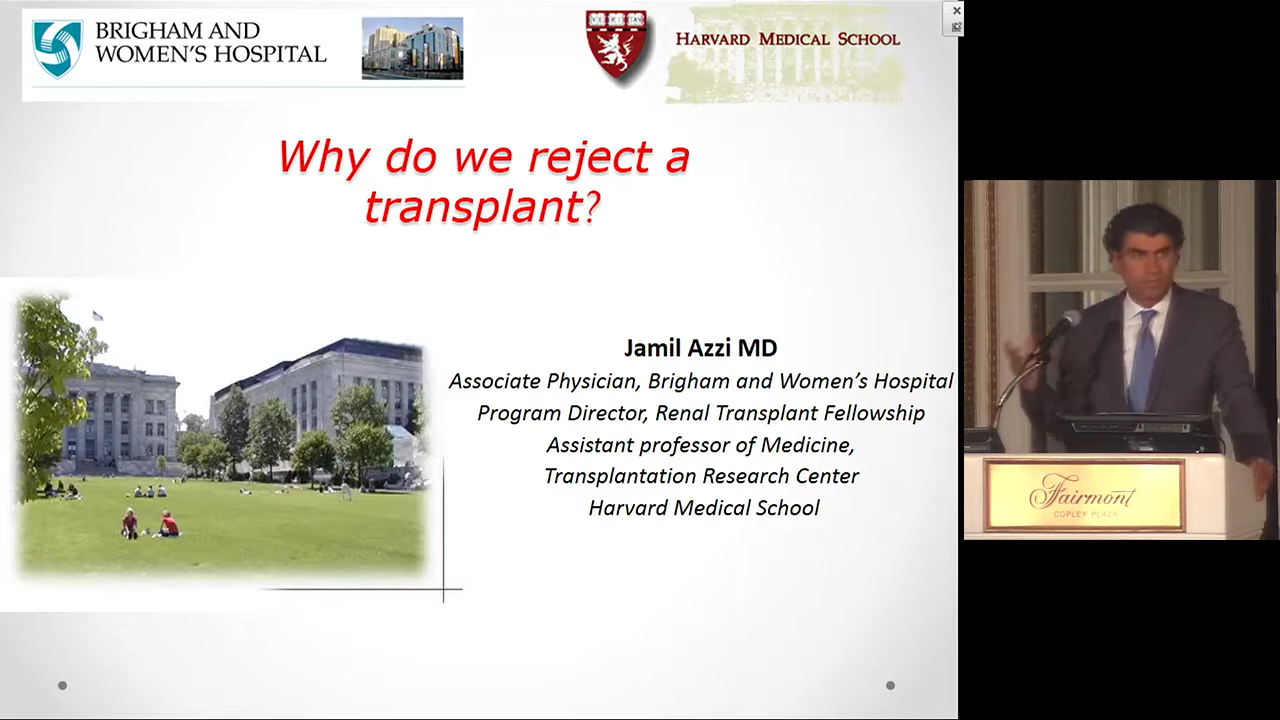 BRIGHAM AND
WOMEN'S HOSPITAL
HARVARD MEDICAL SCHOOL
Why do we reject a
transplant?
Jamil Azzi MD
Associate Physician, Brigham and Women's Hospital
Program Director, Renal Transplant Fellowship
Assistant professor of Medicine,
Transplantation Research Center
Harvard Medical School
Fairmont
COPLEY PLAZA